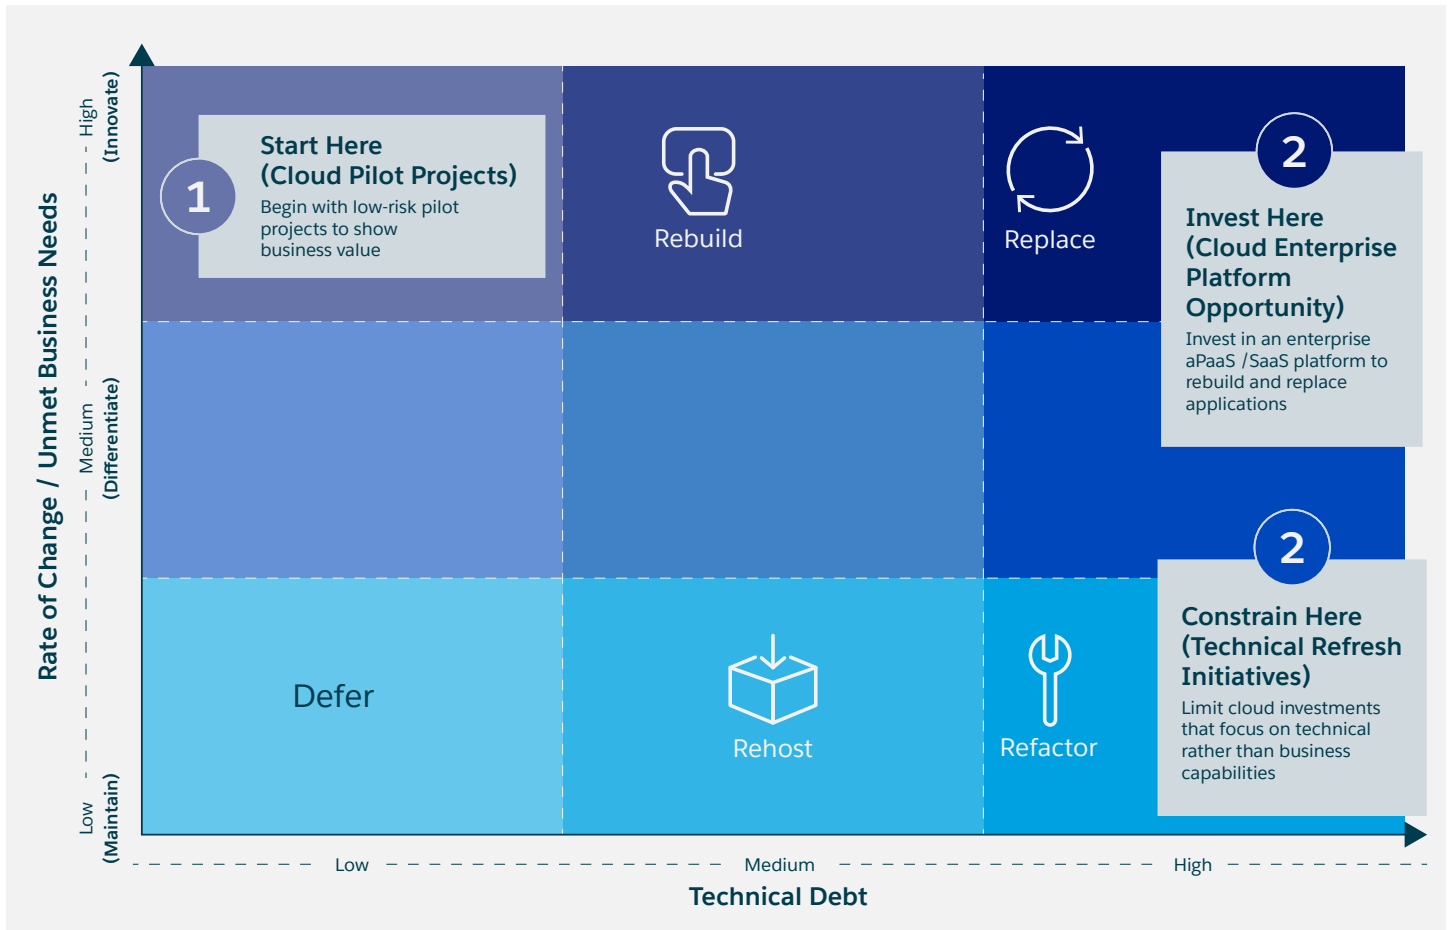 Rate of Change / Unmet Business Needs
High
(Innovate)
Medium
(Differentiate)
Low
(Maintain)
1
Start Here
(Cloud Pilot Projects)
Begin with low-risk pilot
projects to show
business value
Rebuild
Replace
2
Invest Here
(Cloud Enterprise
Platform
Opportunity)
Invest in an enterprise
aPaaS /SaaS platform to
rebuild and replace
applications
Defer
Rehost
Refactor
2
Constrain Here
(Technical Refresh
Initiatives)
Limit cloud investments
that focus on technical
rather than business
capabilities
Low
Medium
High
Technical Debt